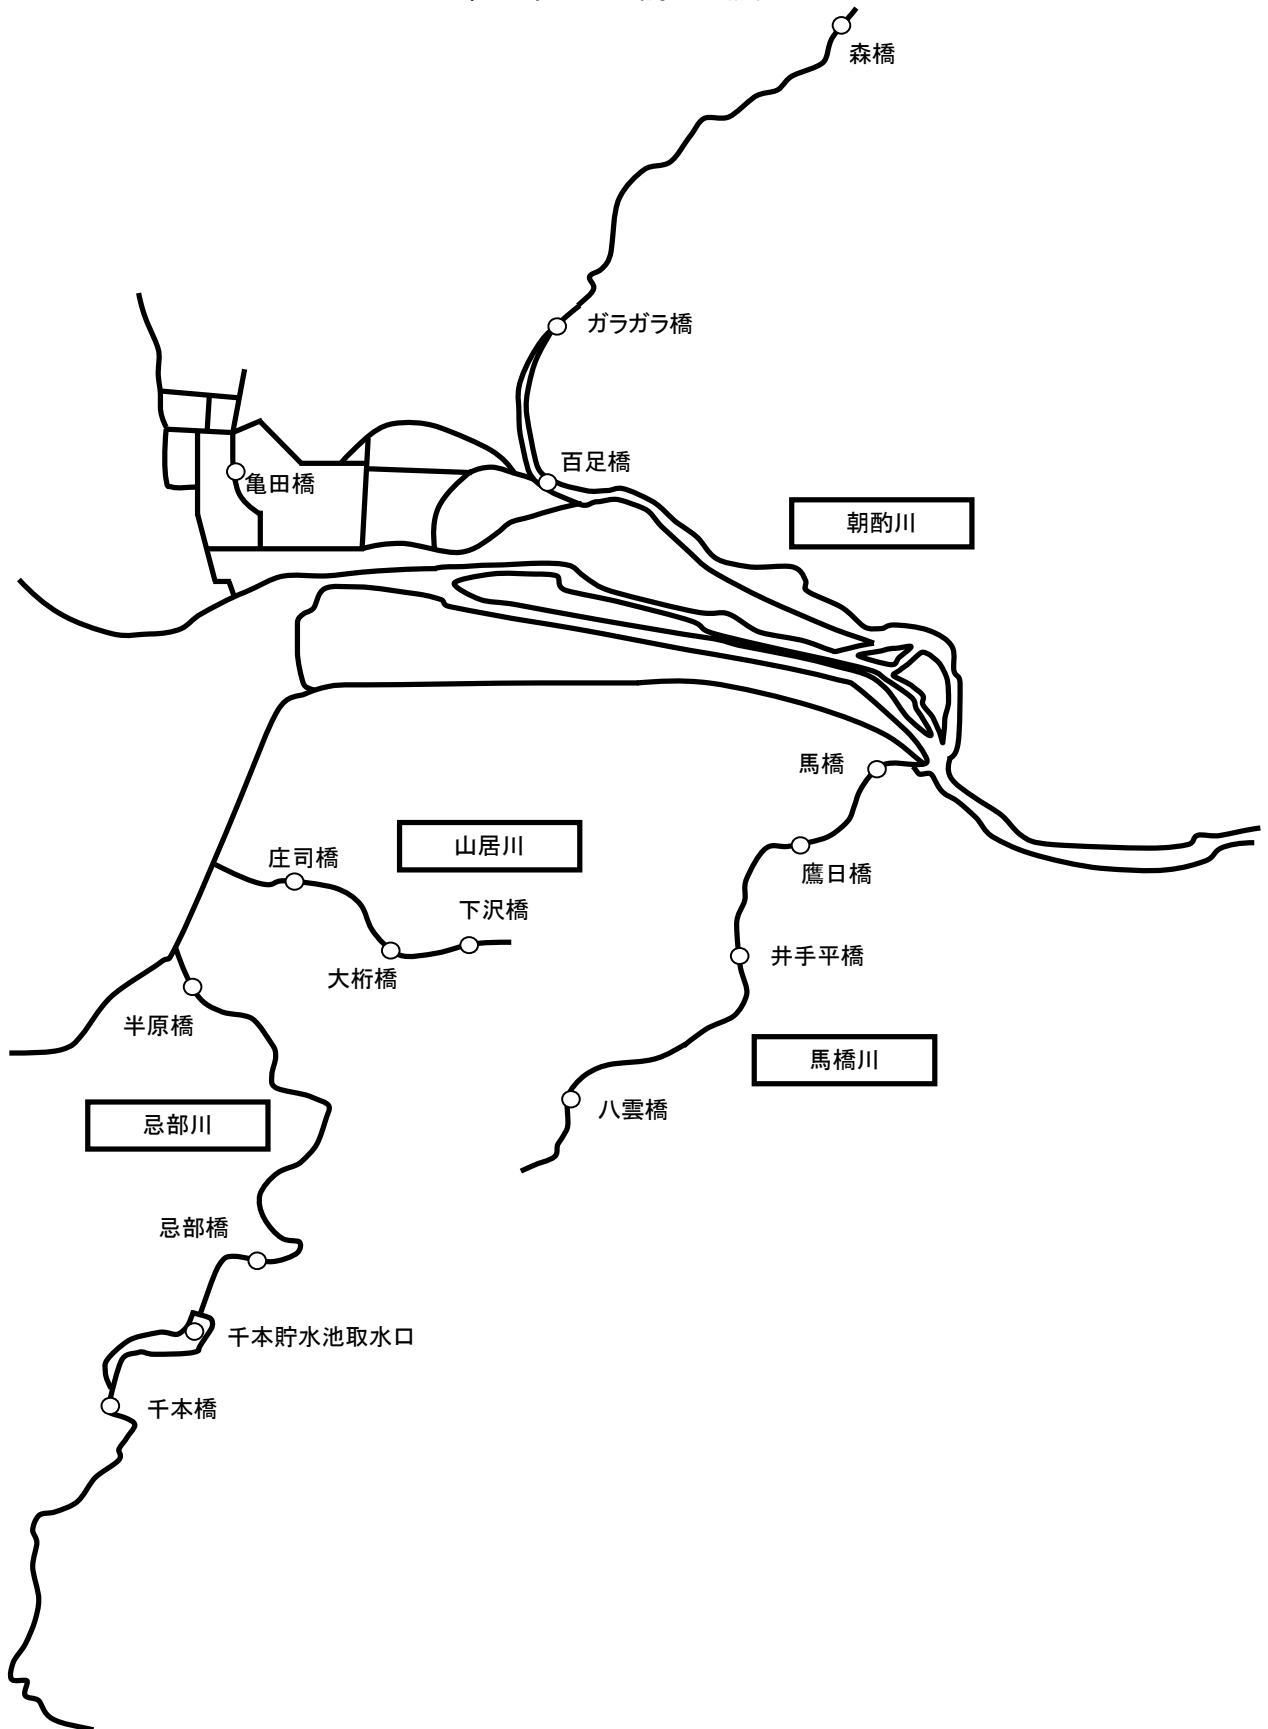 森橋
ガラガラ橋
百足橋
亀田橋
朝酌川
馬橋
山居川
庄司橋
鷹日橋
下沢橋
井手平橋
大桁橋
半原橋
馬橋川
八雲橋
忌部川
忌部橋
千本貯水池取水口
千本橋